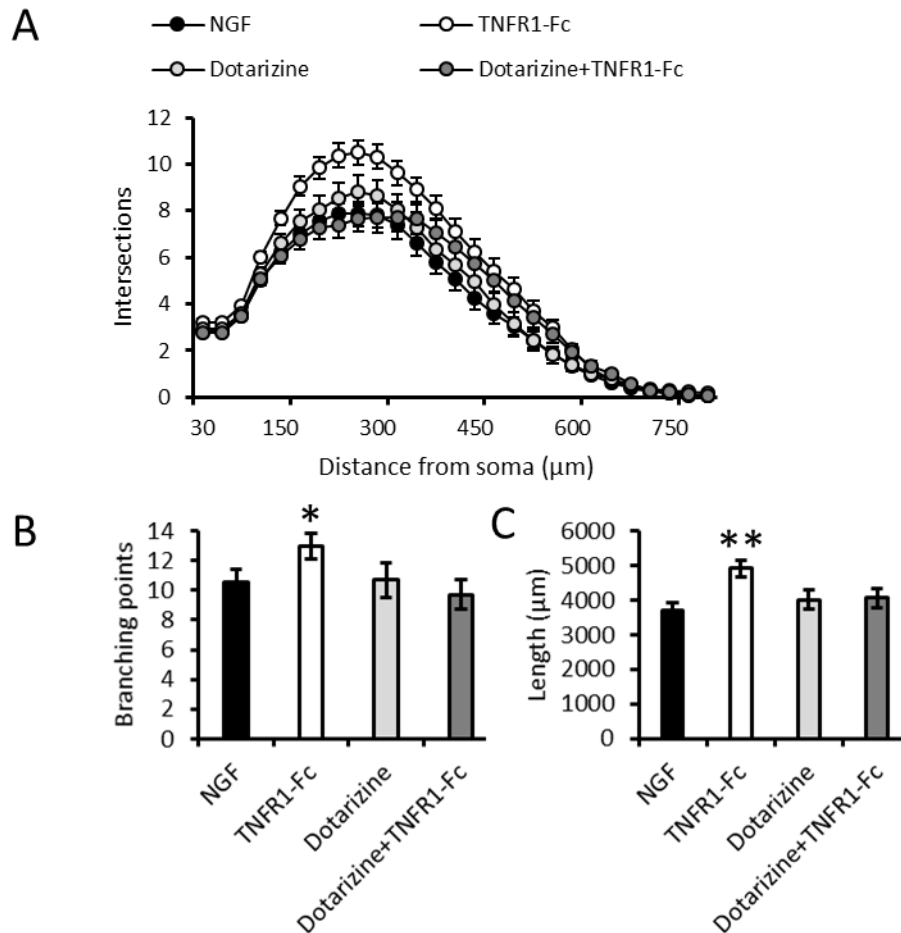 A
NGF TNFR1-Fc
Dotarizine Dotarizine+TNFR1-Fc
12
10
8
6
4
2
0
Intersections
30 150 300 450 600 750
Distance from soma (μm)
B
14
12
10
8
6
4
2
0
Branching points
*
NGF
TNFR1-Fc
Dotarizine
Dotarizine+TNFR1-Fc
C
6000
5000
4000
3000
2000
1000
0
Length (μm)
**
NGF
TNFR1-Fc
Dotarizine
Dotarizine+TNFR1-Fc